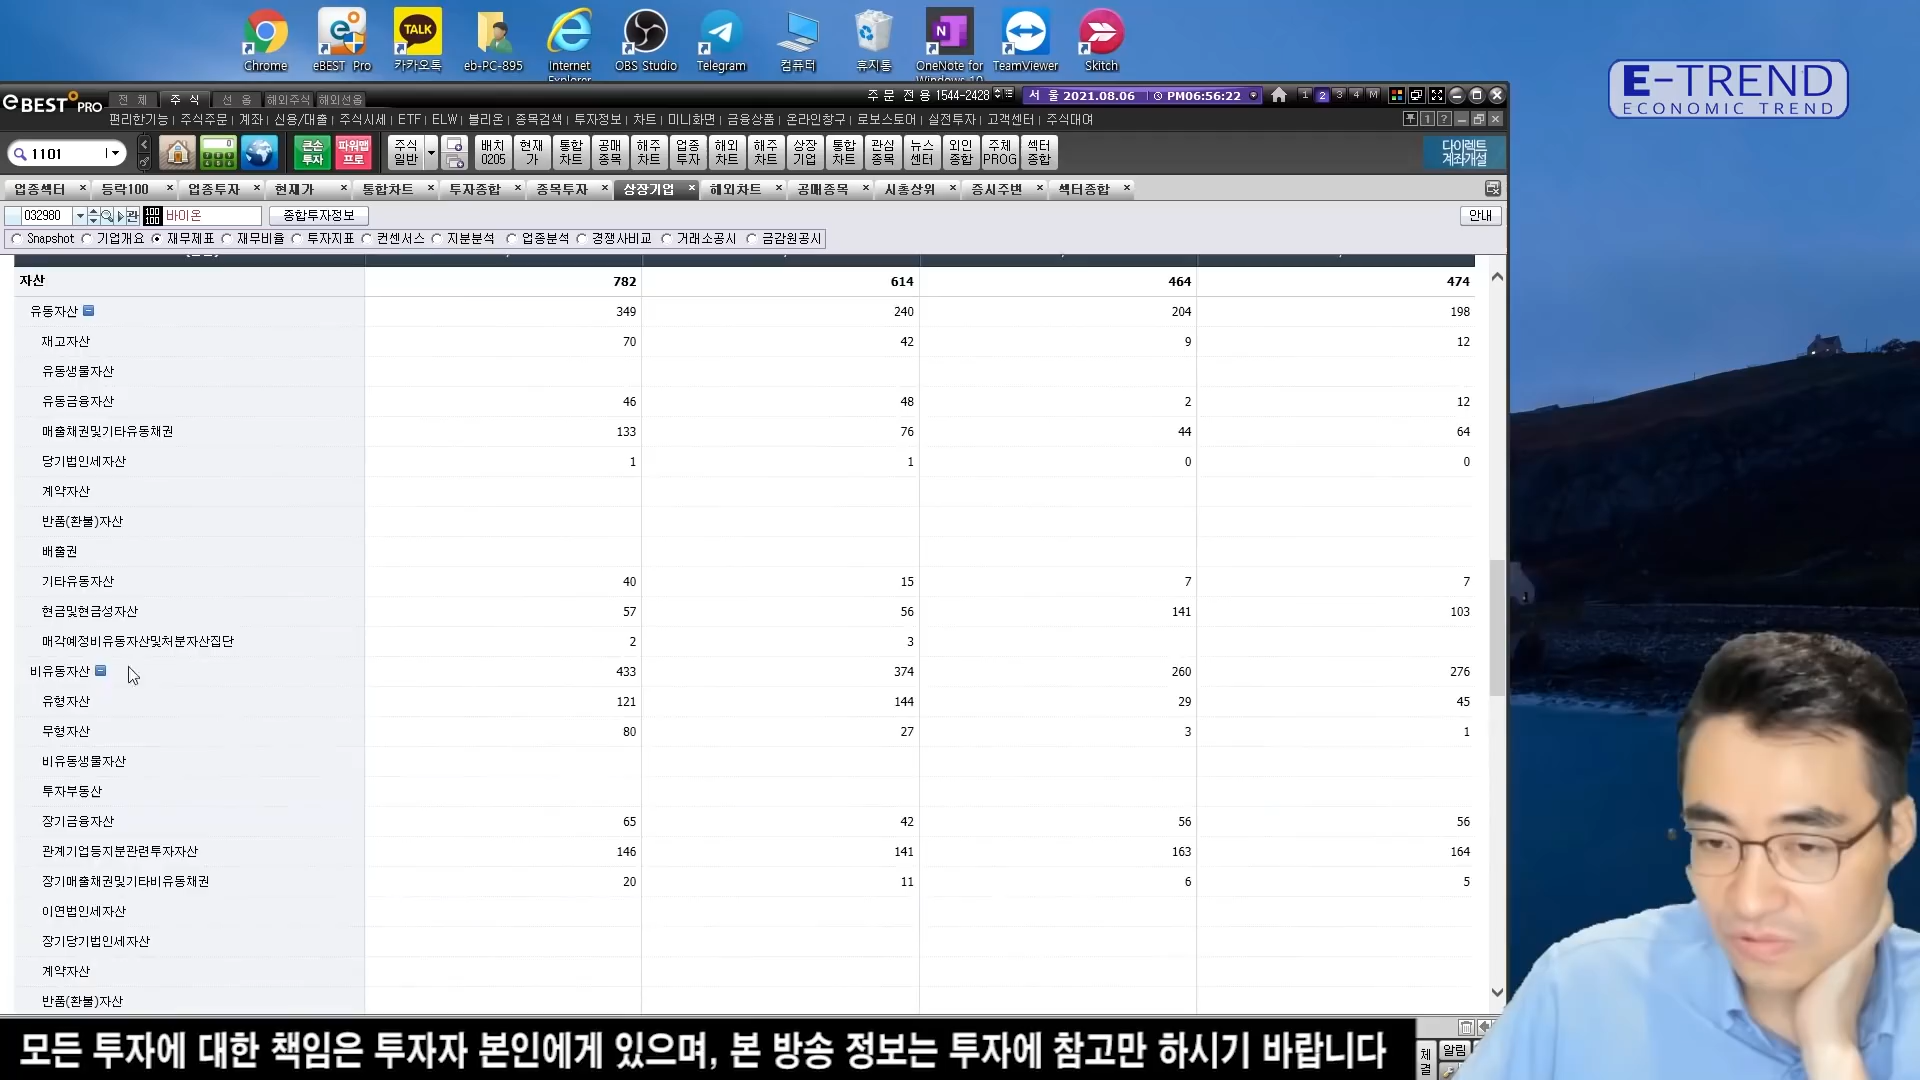 Chrome
eBEST Pro
TALK
카카오톡
eb-PC-895
Internet
Explorer
OBS Studio
Telegram
컴퓨터
휴지통
OneNote for
Windows 10
TeamViewer
Skitch
E-TREND
ECONOMIC TREND
eBEST PRO
전 체
주 식
선 옵
해외주식
해외선옵
주 문 전 용 1544-2428
서 울 2021.08.06
PM06:56:22
1 2 3 4 M
편리한기능 | 주식주문 | 계좌 | 신용/대출 | 주식시세 | ETF | ELW | 블리온 | 종목검색 | 투자정보 | 차트 | 미니화면 | 금융상품 | 온라인창구 | 로보스토어 | 실전투자 | 고객센터 | 주식대여
1101
큰손 투자
파워맵 프로
주식 일반
배치 0205
현재 가
통합 차트
공매 종목
해주 차트
업종 투자
해외 차트
해주 차트
상장 기업
통합 차트
관심 종목
뉴스 센터
외인 종합
주체 PROG
섹터 종합
다이렉트 계좌개설
업종섹터 × 등락100 × 업종투자 × 현재가 × 통합차트 × 투자종합 × 종목투자 × 상장기업 × 해외차트 × 공매종목 × 시총상위 × 증시주변 × 섹터종합 ×
032980
관
100 100
바이온
종합투자정보
안내
Snapshot 기업개요 재무제표 재무비율 투자지표 컨센서스 지분분석 업종분석 경쟁사비교 거래소공시 금감원공시
자산 782 614 464 474
유동자산 349 240 204 198
재고자산 70 42 9 12
유동생물자산
유동금융자산 46 48 2 12
매출채권및기타유동채권 133 76 44 64
당기법인세자산 1 1 0 0
계약자산
반품(환불)자산
배출권
기타유동자산 40 15 7 7
현금및현금성자산 57 56 141 103
매각예정비유동자산및처분자산집단 2 3
비유동자산 433 374 260 276
유형자산 121 144 29 45
무형자산 80 27 3 1
비유동생물자산
투자부동산
장기금융자산 65 42 56 56
관계기업등지분관련투자자산 146 141 163 164
장기매출채권및기타비유동채권 20 11 6 5
이연법인세자산
장기당기법인세자산
계약자산
반품(환불)자산
모든 투자에 대한 책임은 투자자 본인에게 있으며, 본 방송 정보는 투자에 참고만 하시기 바랍니다
체결
알림